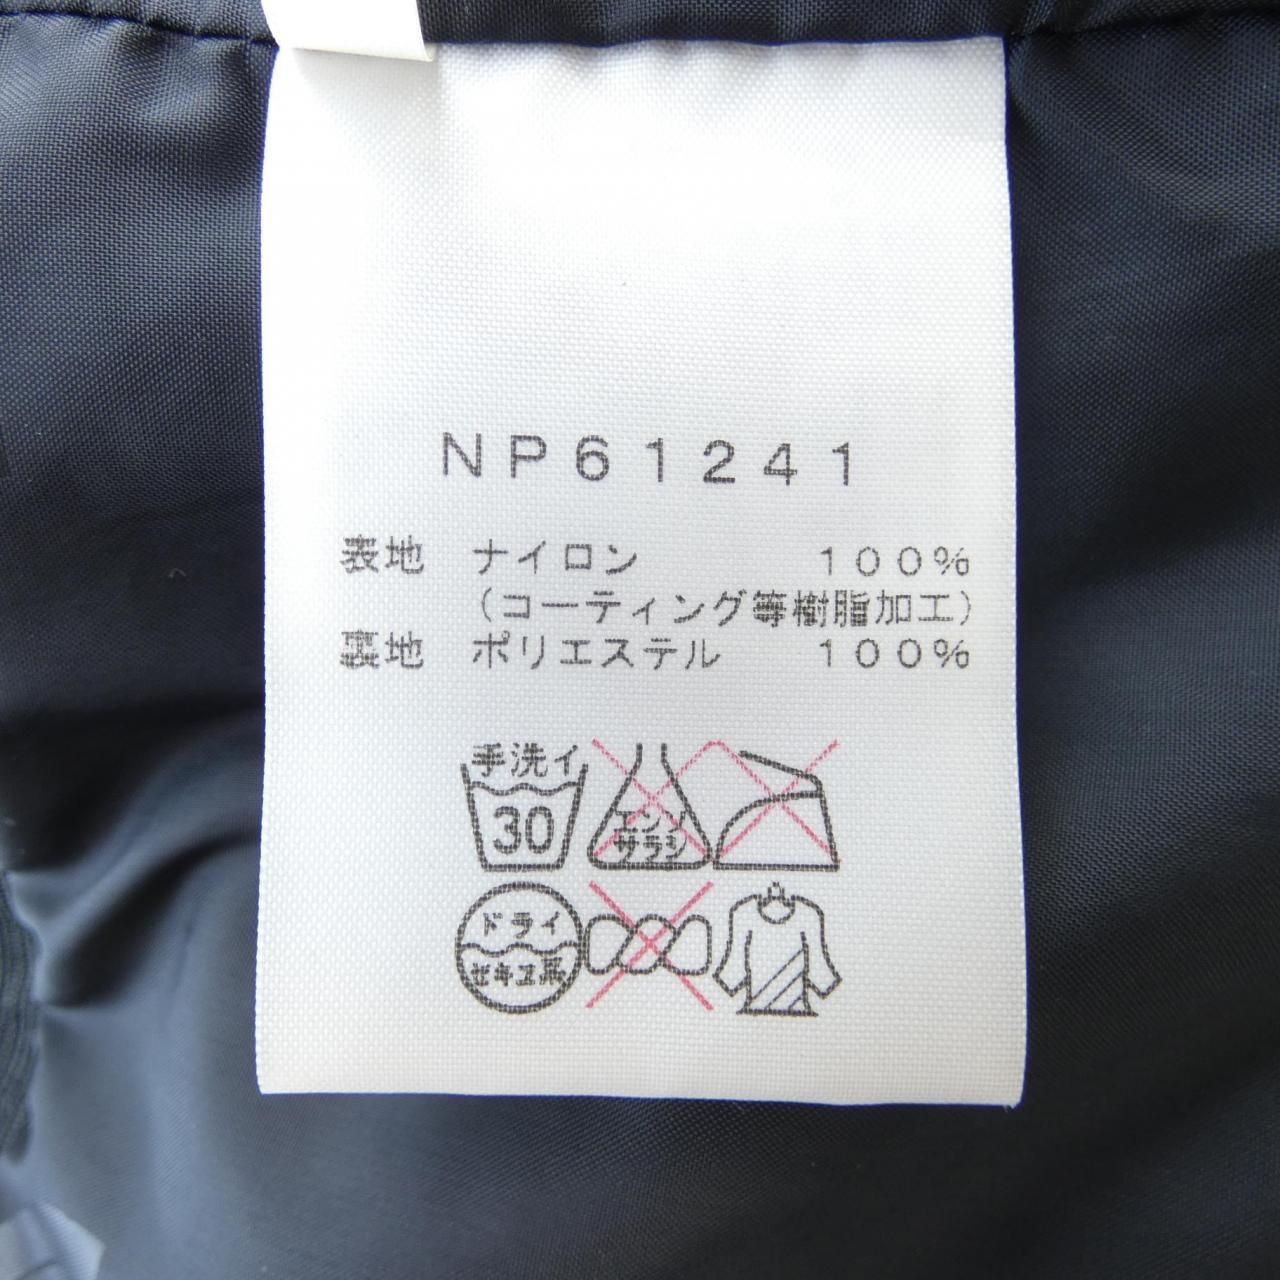 NP61241
表地 ナイロン 100%
(コーティング等樹脂加工)
裏地 ポリエステル 100%
手洗イ
30
エンソ
サラシ
ドライ
セキユ系